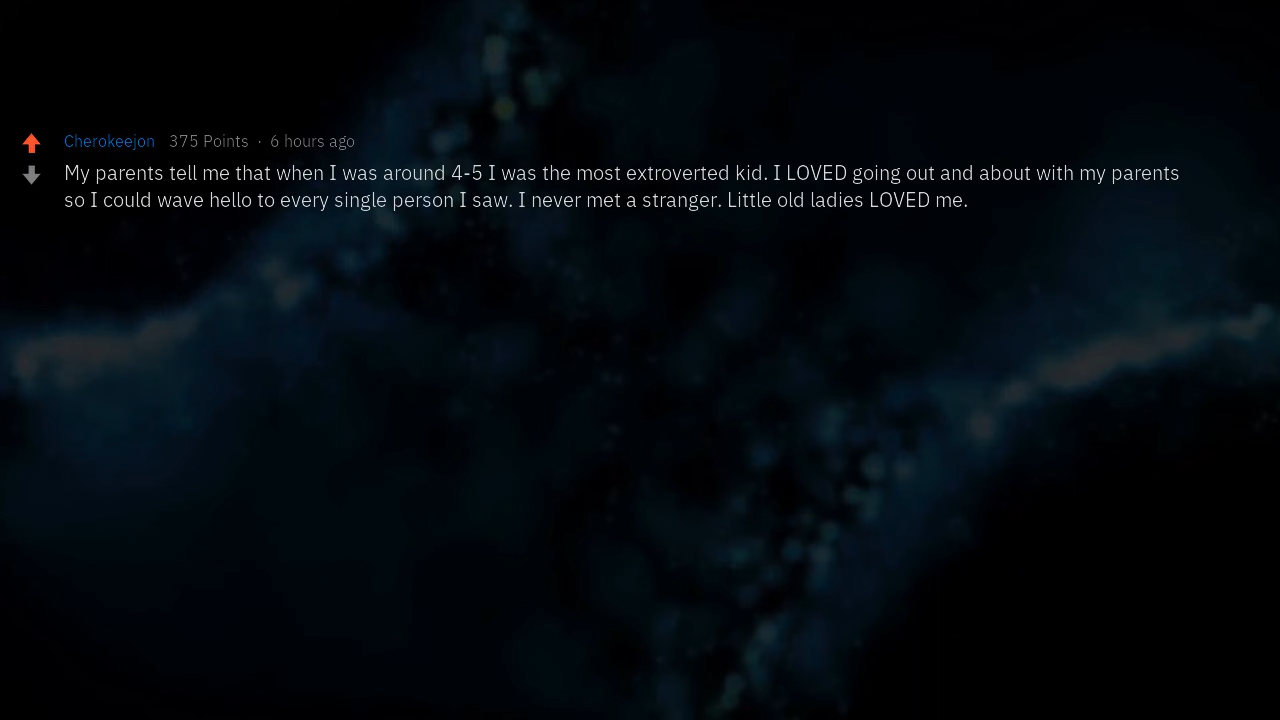 Cherokeejon 375 Points · 6 hours ago
My parents tell me that when I was around 4-5 I was the most extroverted kid. I LOVED going out and about with my parents
so I could wave hello to every single person I saw. I never met a stranger. Little old ladies LOVED me.